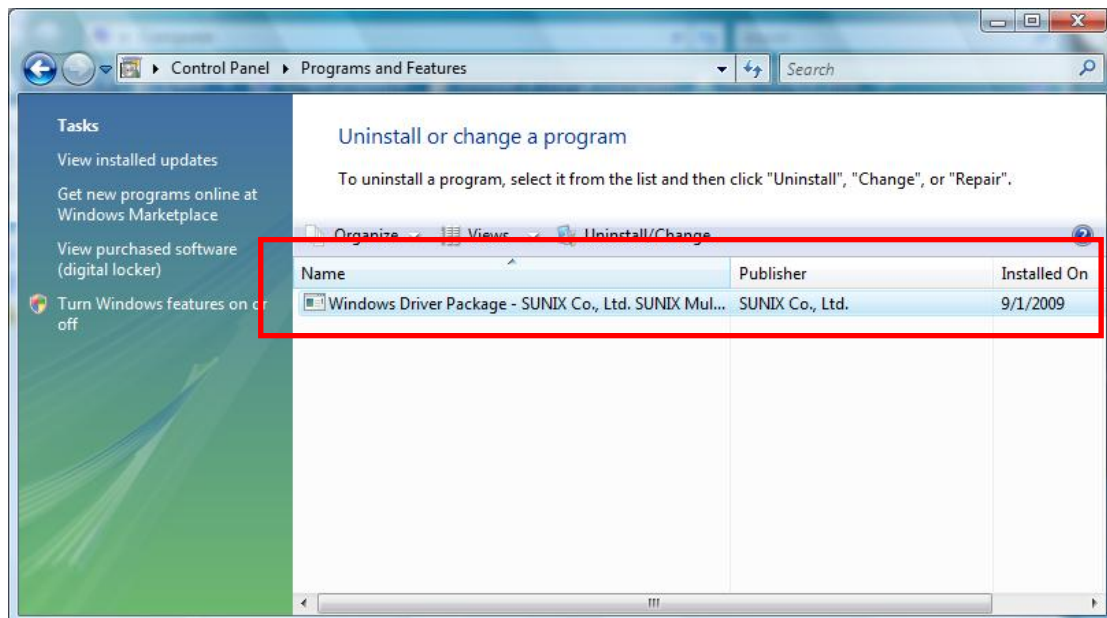 Control Panel ▸ Programs and Features
Search
Tasks
View installed updates
Get new programs online at
Windows Marketplace
View purchased software
(digital locker)
Turn Windows features on or
off
Uninstall or change a program
To uninstall a program, select it from the list and then click "Uninstall", "Change", or "Repair".
Organize Views Uninstall/Change
Name Publisher Installed On
Windows Driver Package - SUNIX Co., Ltd. SUNIX Mul... SUNIX Co., Ltd. 9/1/2009